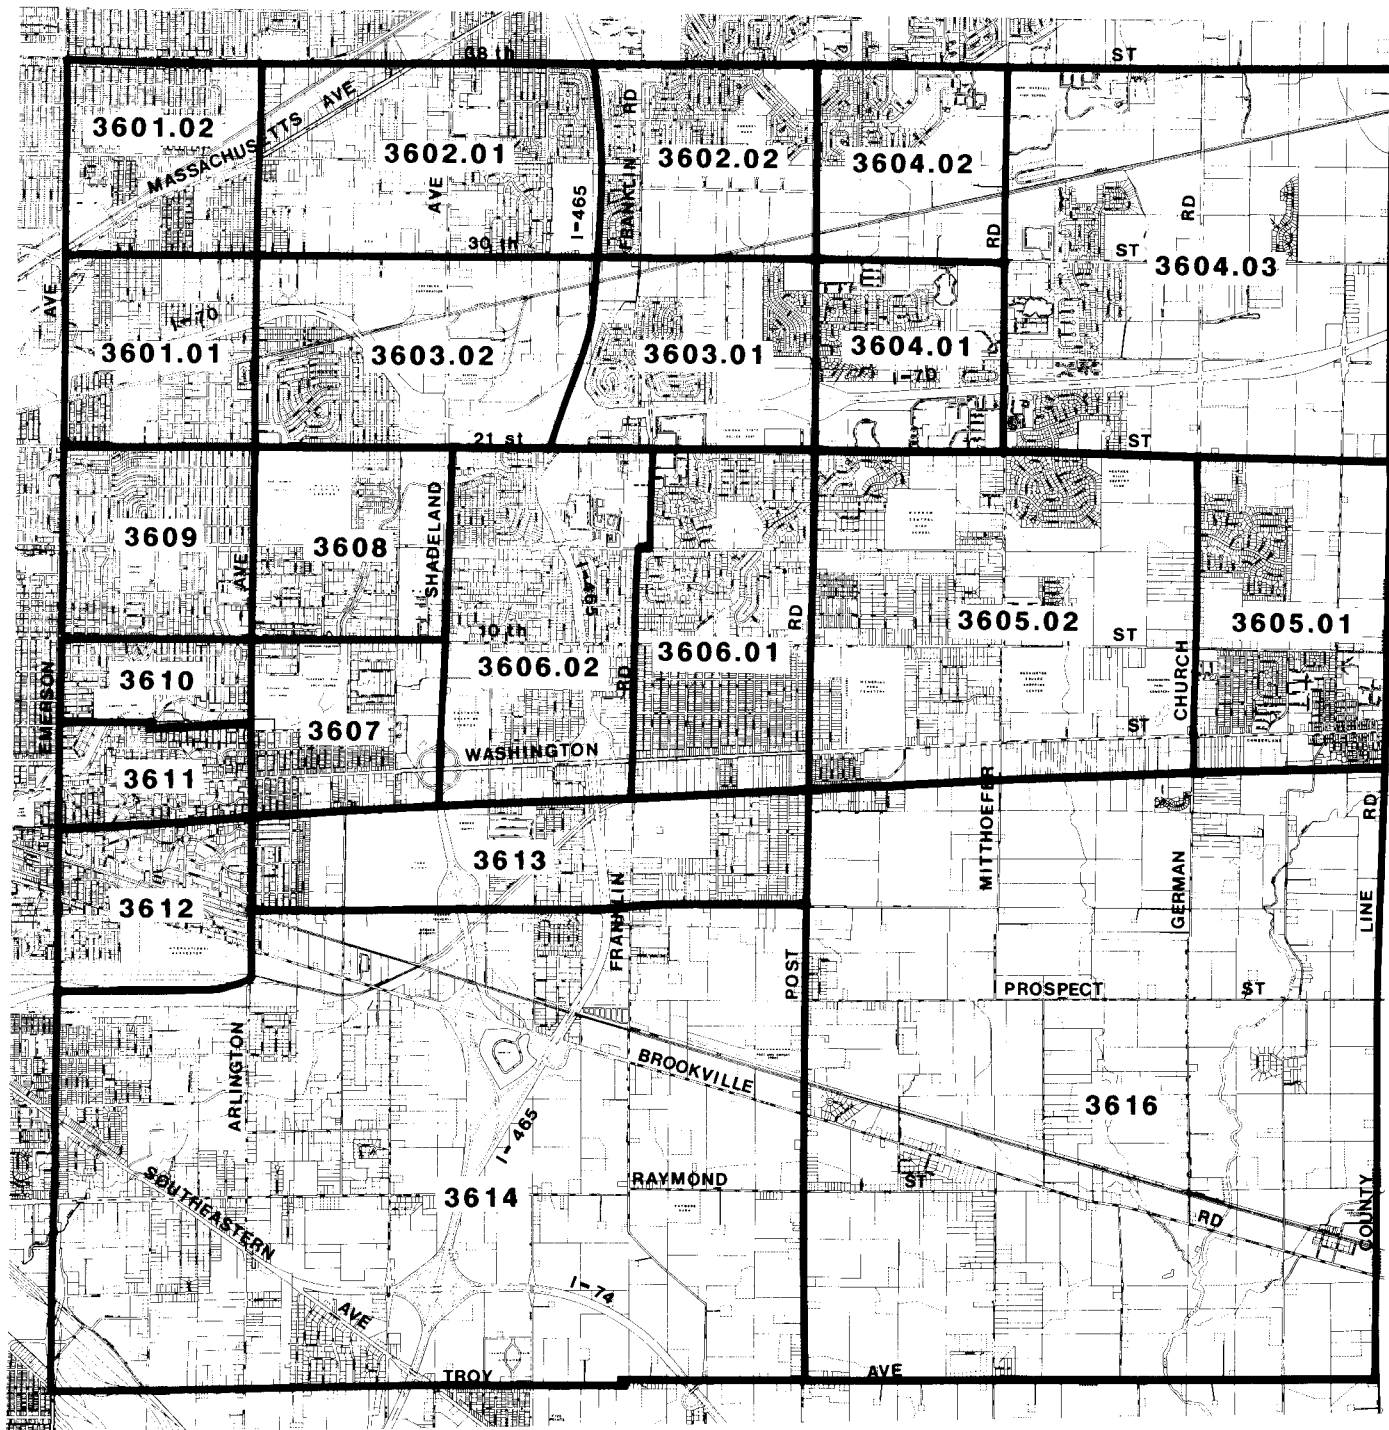 38 th
ST
3601.02
MASSACHUSETTS AVE
3602.01
AVE
I-465
FRANKLIN RD
3602.02
3604.02
RD
RD
30 th
ST
3604.03
AVE
I-70
3601.01
3603.02
3603.01
3604.01
I-70
21 st
ST
3609
AVE
3608
SHADELAND
I-465
RD
3605.02
3605.01
10 th
ST
3606.02
RD
3606.01
CHURCH
EMERSON
3610
3607
WASHINGTON
ST
3611
MITTHOEFER
RD
3613
3612
FRANKLIN
GERMAN
LINE
POST
PROSPECT
ST
ARLINGTON
BROOKVILLE
RD
I-465
3616
3614
RAYMOND
ST
SOUTHEASTERN
AVE
COUNTY
I-74
TROY
AVE